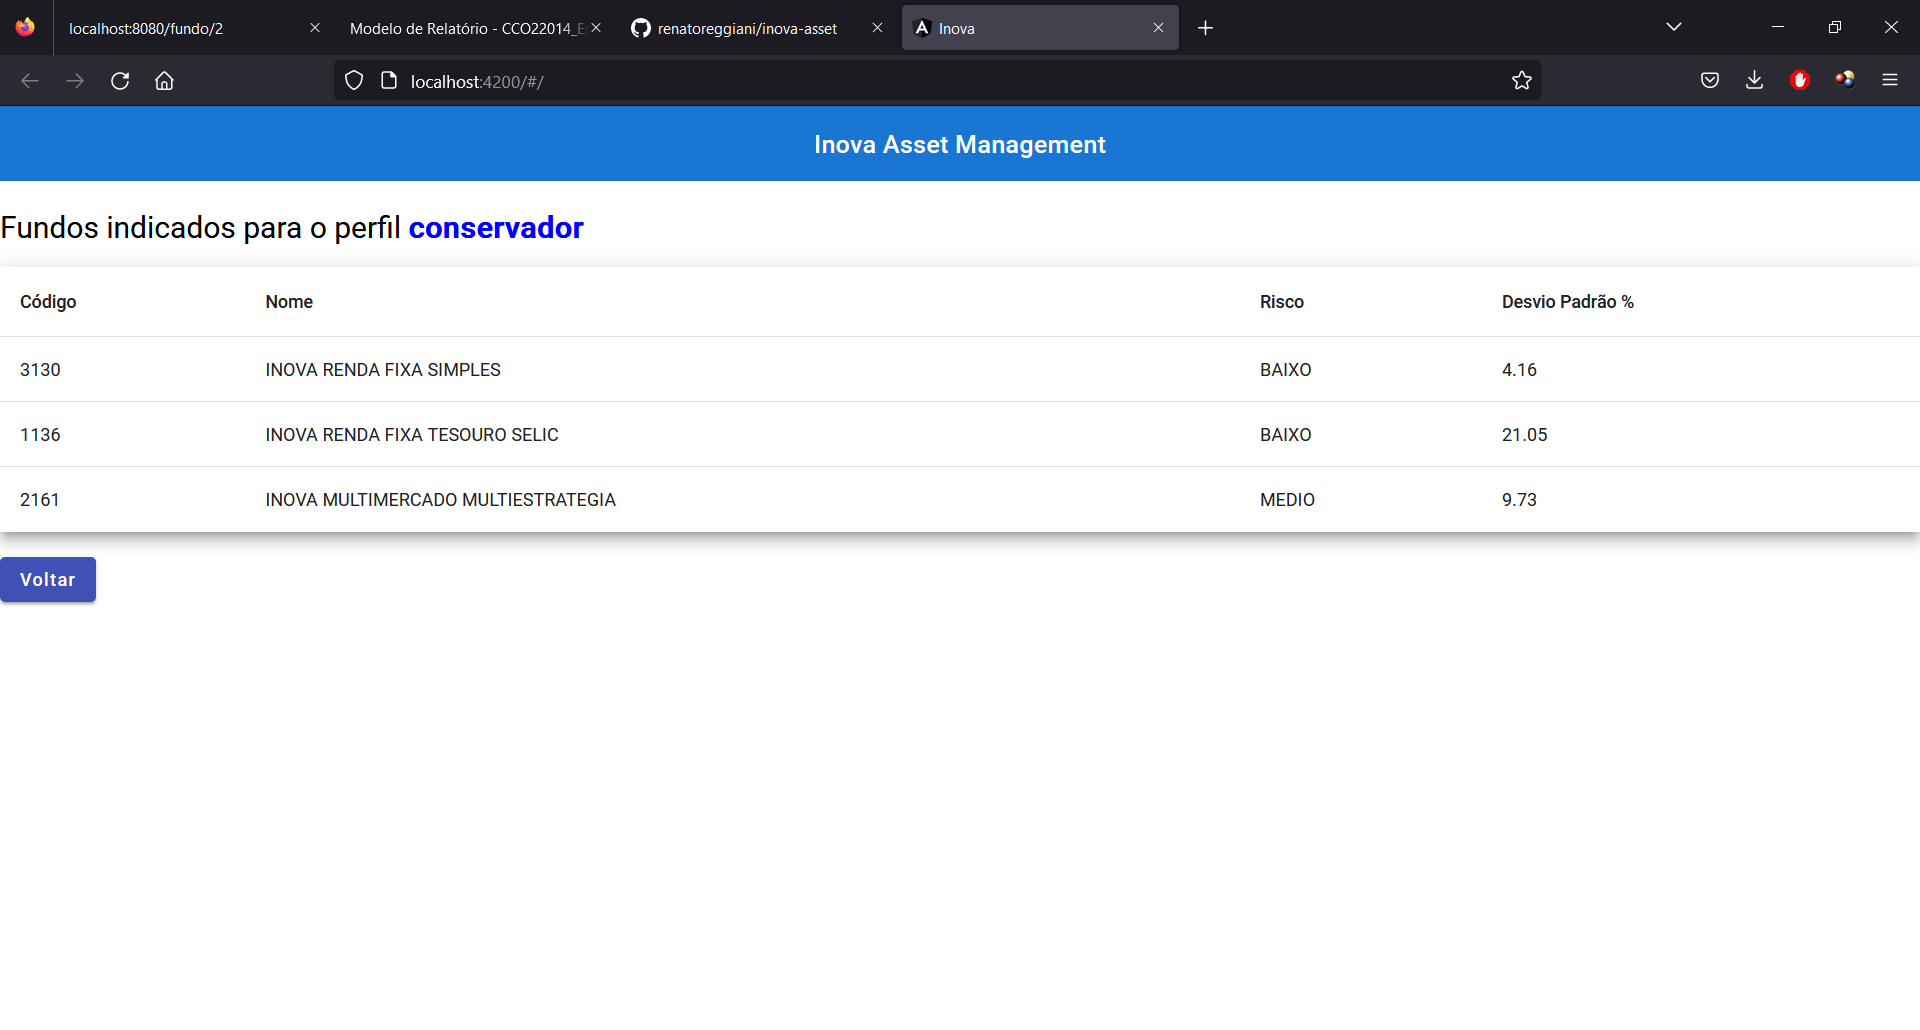 localhost:8080/fundo/2
Modelo de Relatório - CCO22014_E
renatoreggiani/inova-asset
Inova
localhost:4200/#/
Inova Asset Management
Fundos indicados para o perfil conservador
Código Nome Risco Desvio Padrão %
3130 INOVA RENDA FIXA SIMPLES BAIXO 4.16
1136 INOVA RENDA FIXA TESOURO SELIC BAIXO 21.05
2161 INOVA MULTIMERCADO MULTIESTRATEGIA MEDIO 9.73
Voltar